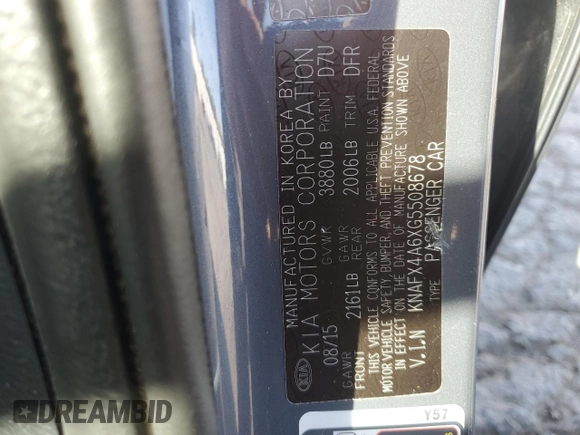 MANUFACTURED IN KOREA BY
KIA MOTORS CORPORATION
08/15 GVWR 3880LB PAINT D7U
GAWR FRONT 2161LB GAWR REAR 2006LB TRIM DFR
THIS VEHICLE CONFORMS TO ALL APPLICABLE U.S.A. FEDERAL
MOTOR VEHICLE SAFETY, BUMPER, AND THEFT PREVENTION STANDARDS
IN EFFECT ON THE DATE OF MANUFACTURE SHOWN ABOVE
V.I.N KNAFX4A6XG5508678
TYPE PASSENGER CAR
KIA
Y57
DREAMBID